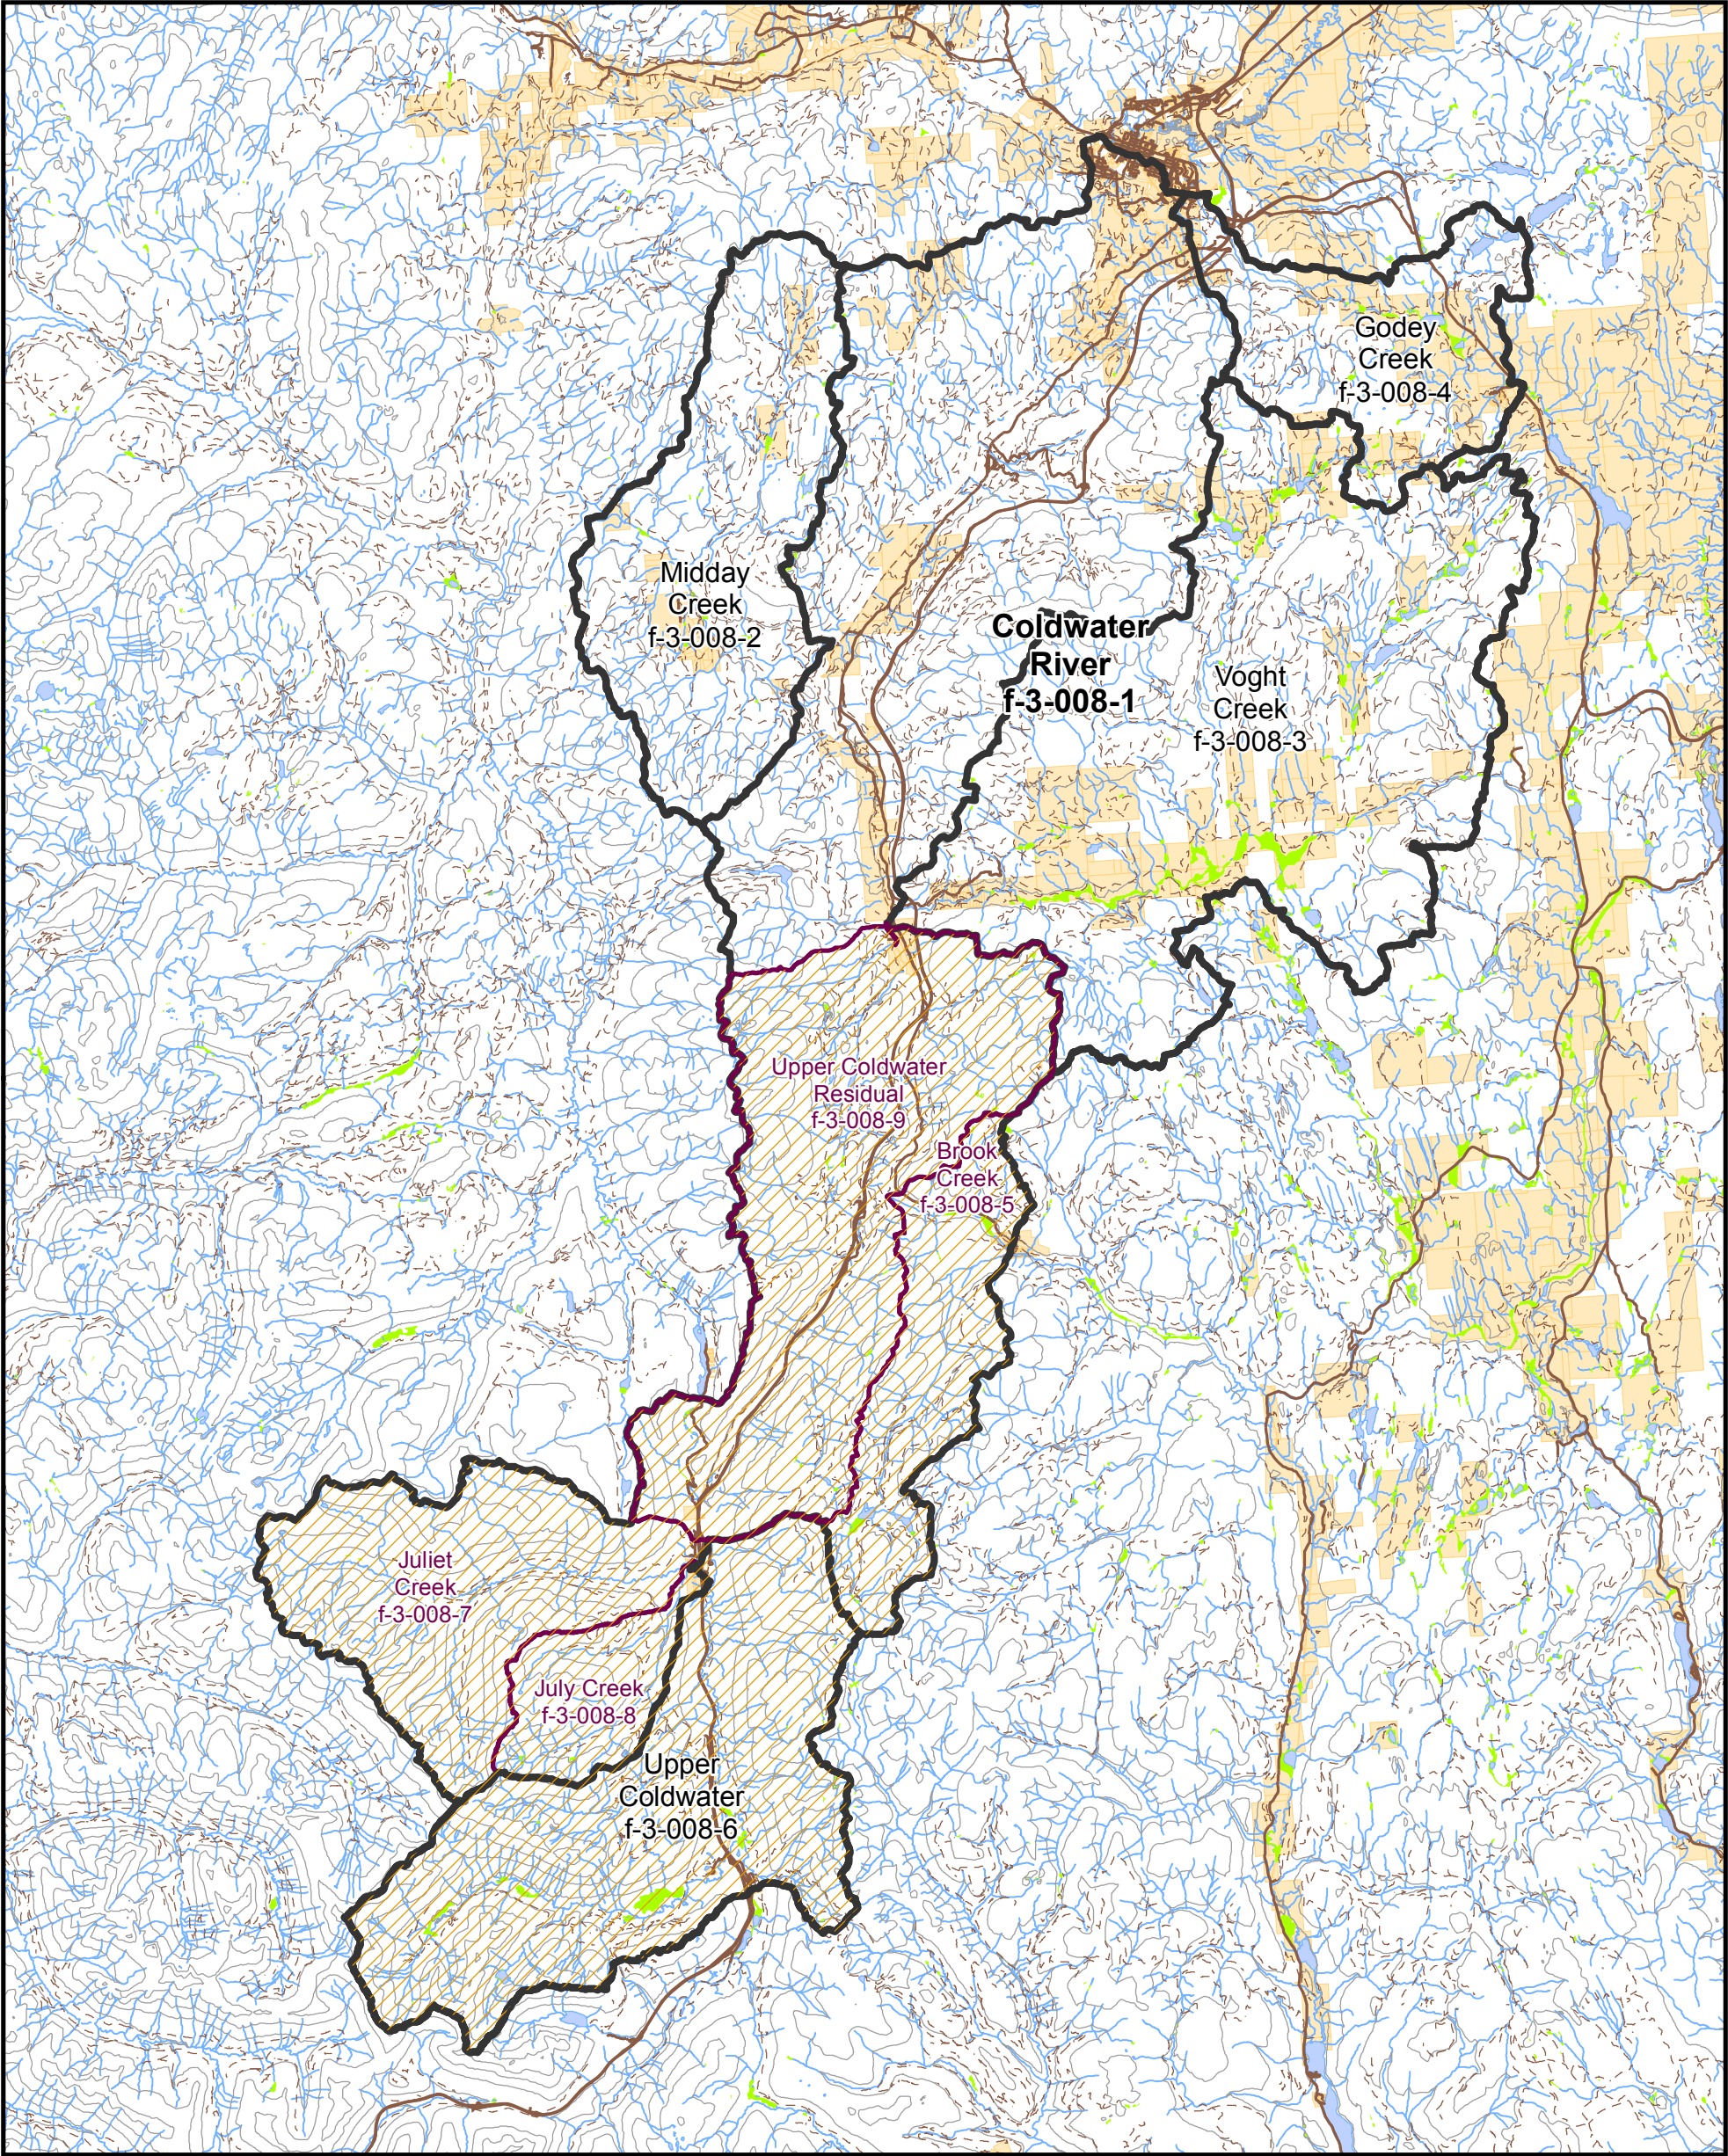 Godey
Creek
f-3-008-4
Midday
Creek
f-3-008-2
Coldwater
River
f-3-008-1
Voght
Creek
f-3-008-3
Upper Coldwater
Residual
f-3-008-9
Brook
Creek
f-3-008-5
Juliet
Creek
f-3-008-7
July Creek
f-3-008-8
Upper
Coldwater
f-3-008-6